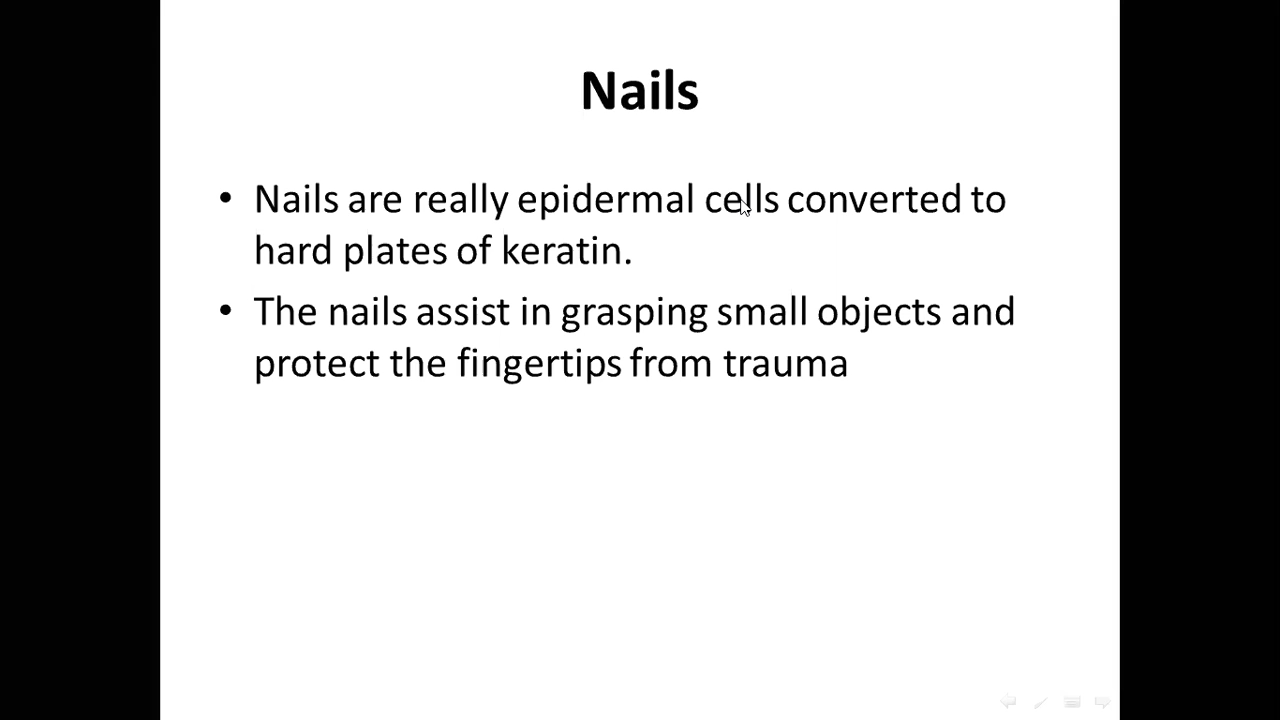 Nails
• Nails are really epidermal cells converted to
hard plates of keratin.
• The nails assist in grasping small objects and
protect the fingertips from trauma